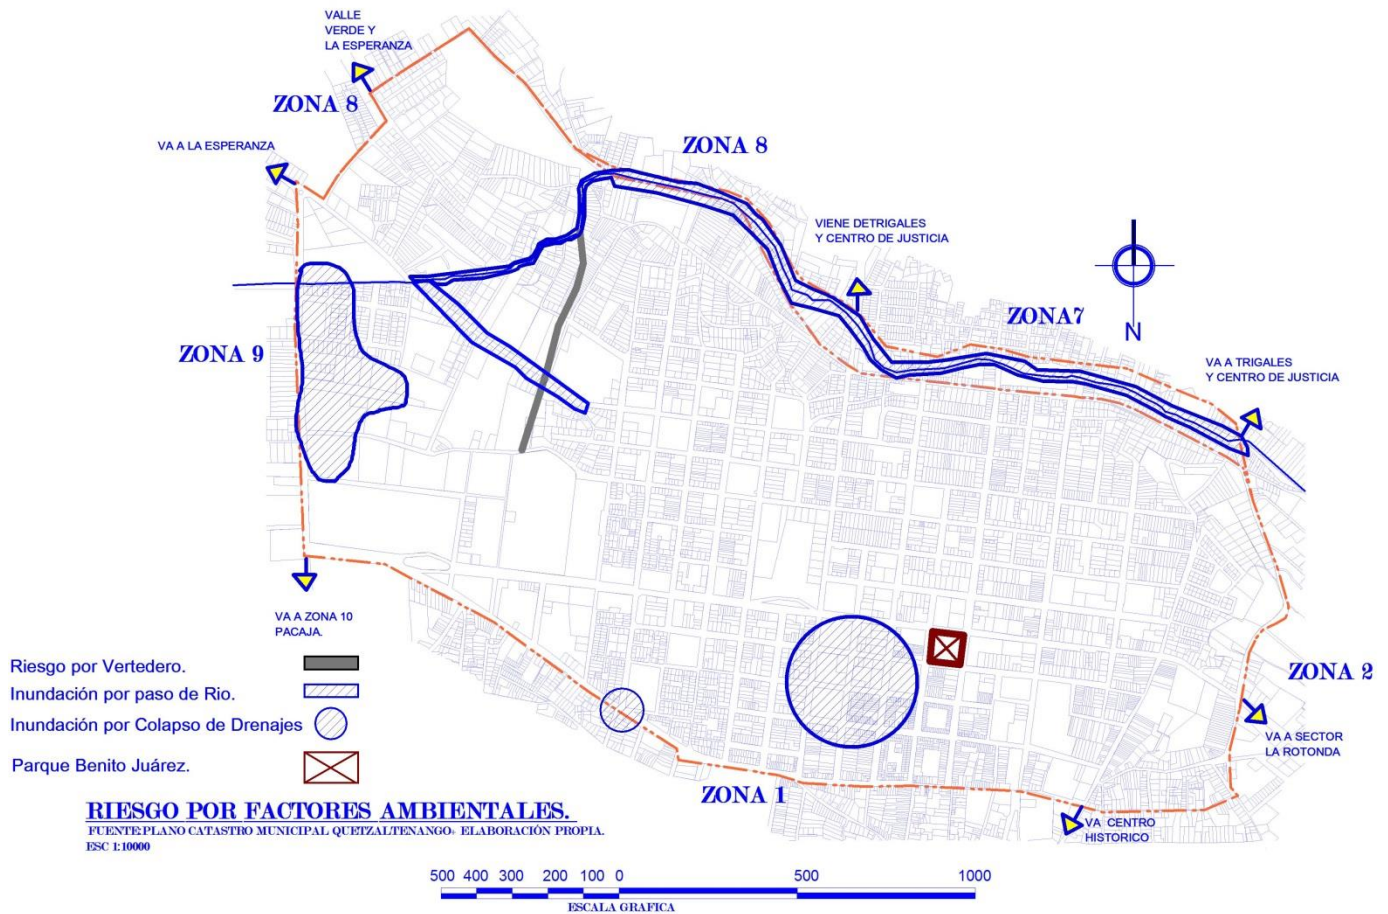 VALLE
VERDE Y
LA ESPERANZA
ZONA 8
VA A LA ESPERANZA
ZONA 8
VIENE DETRIGALES
Y CENTRO DE JUSTICIA
ZONA7
N
ZONA 9
VA A TRIGALES
Y CENTRO DE JUSTICIA
VA A ZONA 10
PACAJA.
Riesgo por Vertedero.
Inundación por paso de Rio.
Inundación por Colapso de Drenajes
Parque Benito Juárez.
ZONA 2
VA A SECTOR
LA ROTONDA
ZONA 1
VA CENTRO
HISTORICO
RIESGO POR FACTORES AMBIENTALES.
FUENTE:PLANO CATASTRO MUNICIPAL QUETZALTENANGO+ ELABORACIÓN PROPIA.
ESC 1:10000
500 400 300 200 100 0 500 1000
ESCALA GRAFICA